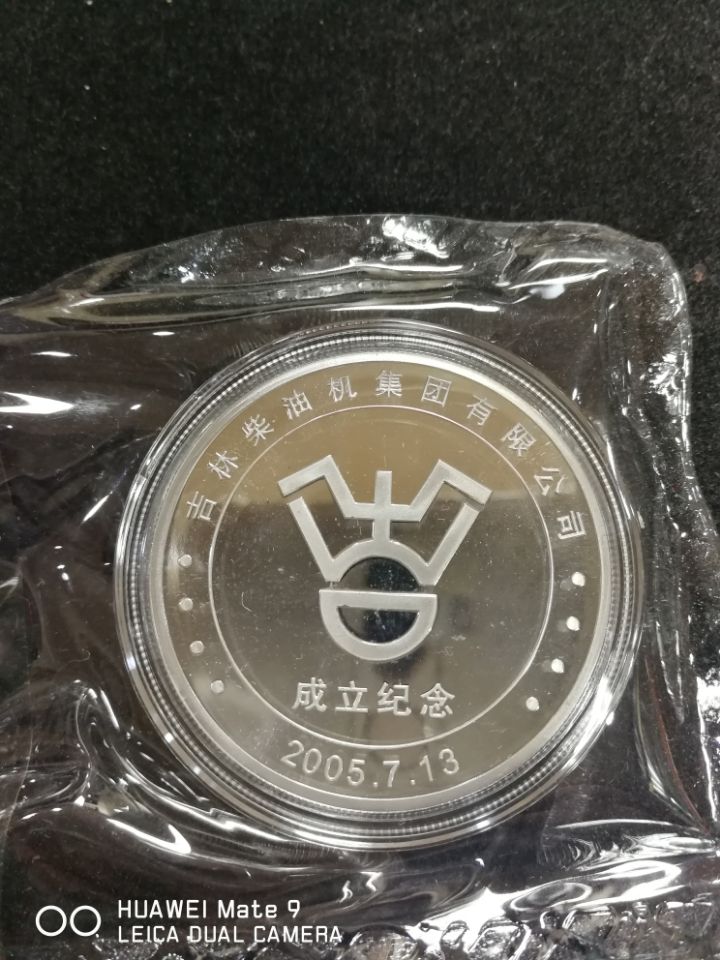 吉林柴油机集团有限公司
成立纪念
2005.7.13
HUAWEI Mate 9
LEICA DUAL CAMERA